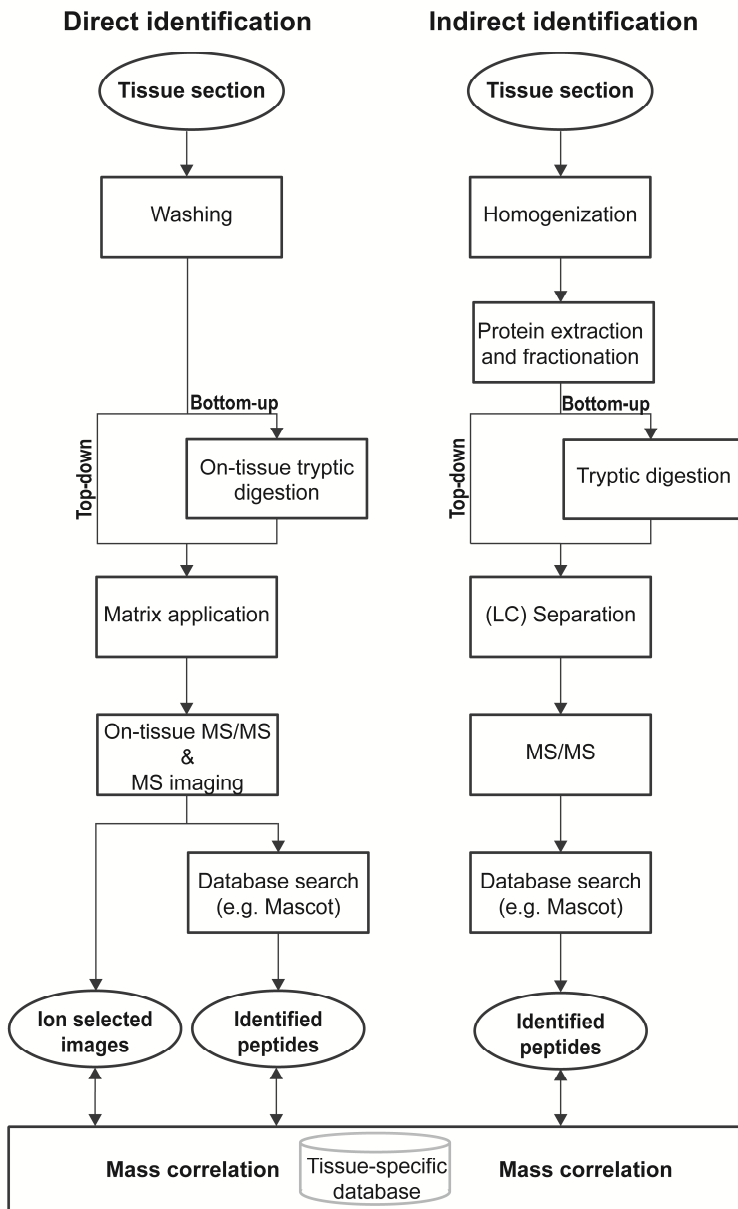 Direct identification
Indirect identification
Tissue section
Tissue section
Washing
Homogenization
Protein extraction
and fractionation
Bottom-up
Bottom-up
Top-down
On-tissue tryptic
digestion
Top-down
Tryptic digestion
Matrix application
(LC) Separation
On-tissue MS/MS
&
MS imaging
MS/MS
Database search
(e.g. Mascot)
Database search
(e.g. Mascot)
Ion selected
images
Identified
peptides
Identified
peptides
Mass correlation
Tissue-specific
database
Mass correlation